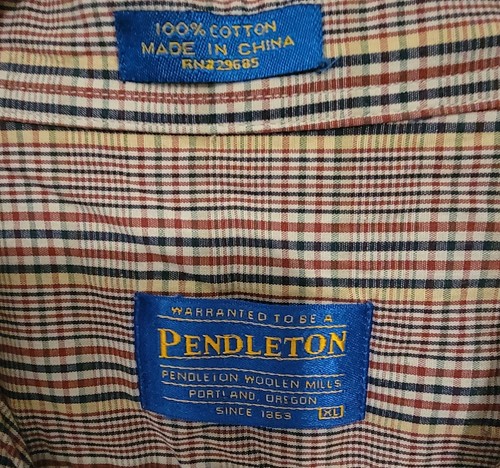 100% COTTON
MADE IN CHINA
RN#29685
WARRANTED TO BE A
PENDLETON
PENDLETON WOOLEN MILLS
PORTLAND, OREGON
SINCE 1863 XL